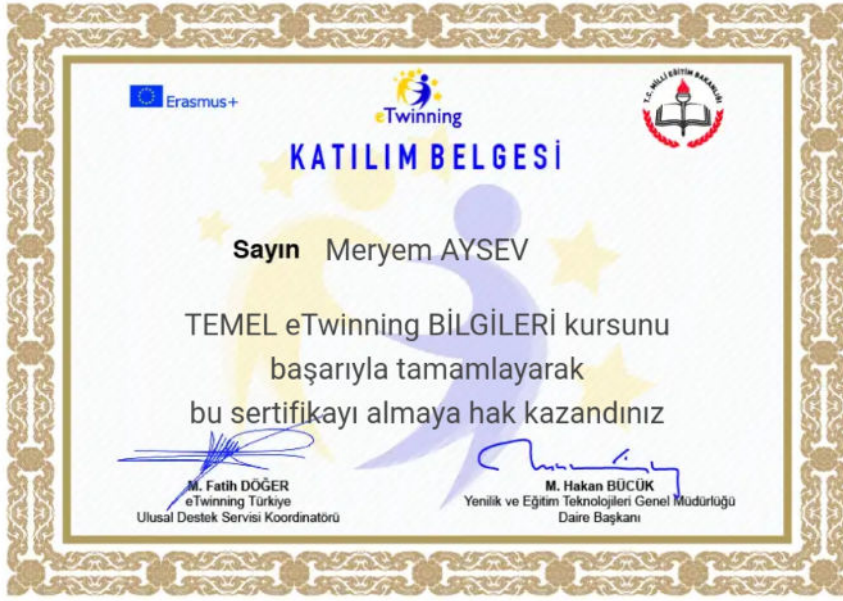 Erasmus+
eTwinning
T.C. MİLLİ EĞİTİM BAKANLIĞI
KATILIM BELGESİ
Sayın Meryem AYSEV
TEMEL eTwinning BİLGİLERİ kursunu
başarıyla tamamlayarak
bu sertifikayı almaya hak kazandınız
M. Fatih DÖĞER
eTwinning Türkiye
Ulusal Destek Servisi Koordinatörü
M. Hakan BÜCÜK
Yenilik ve Eğitim Teknolojileri Genel Müdürlüğü
Daire Başkanı